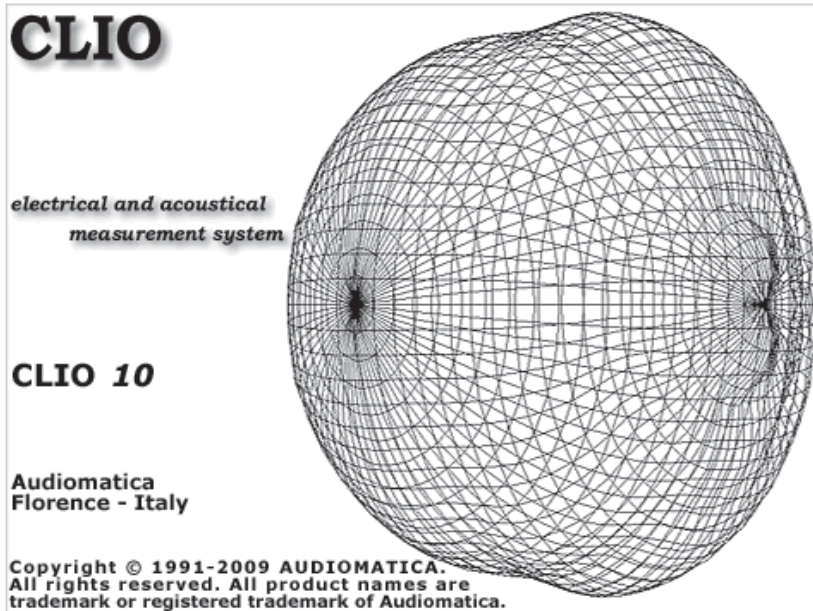 CLIO
electrical and acoustical
measurement system
CLIO 10
Audiomatica
Florence - Italy
Copyright © 1991-2009 AUDIOMATICA.
All rights reserved. All product names are
trademark or registered trademark of Audiomatica.